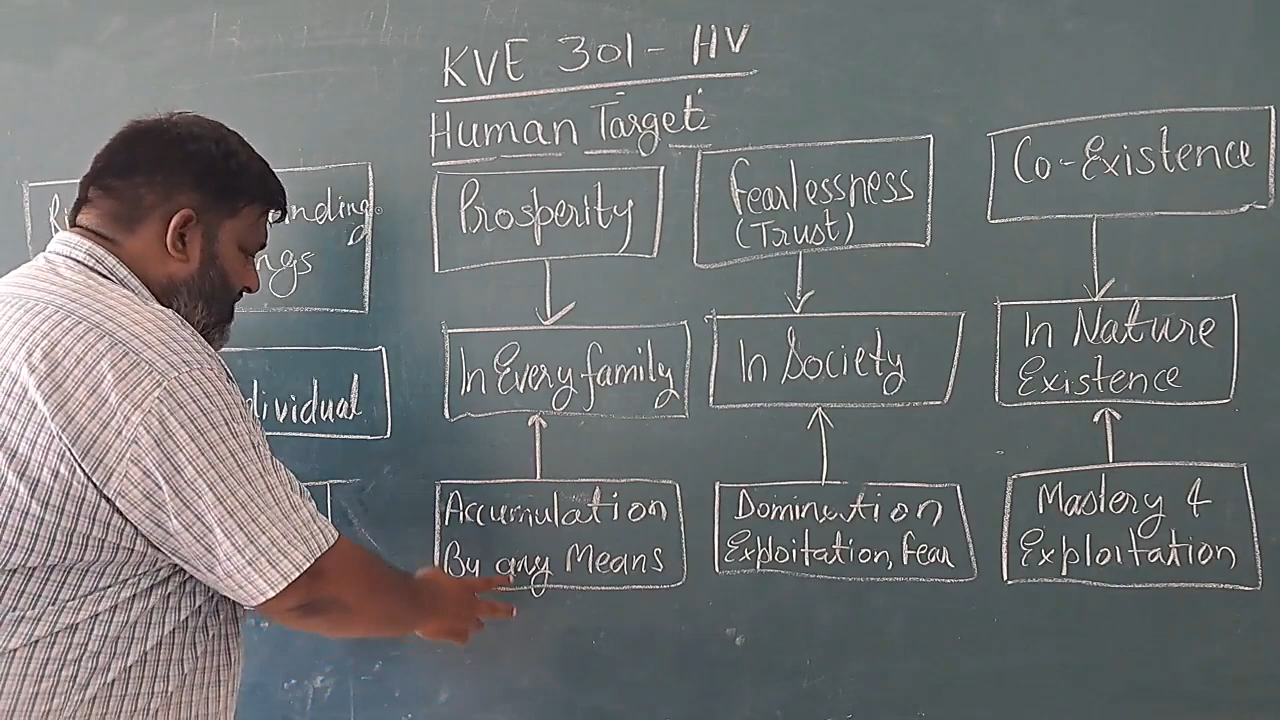 KVE 301 - HV
Human Target
Prosperity
Fearlessness
(Trust)
Co-Existence
In Every family
In Society
In Nature
Existence
dividual
Accumulation
By any Means
Domination
Exploitation, Fear
Mastery &
Exploitation